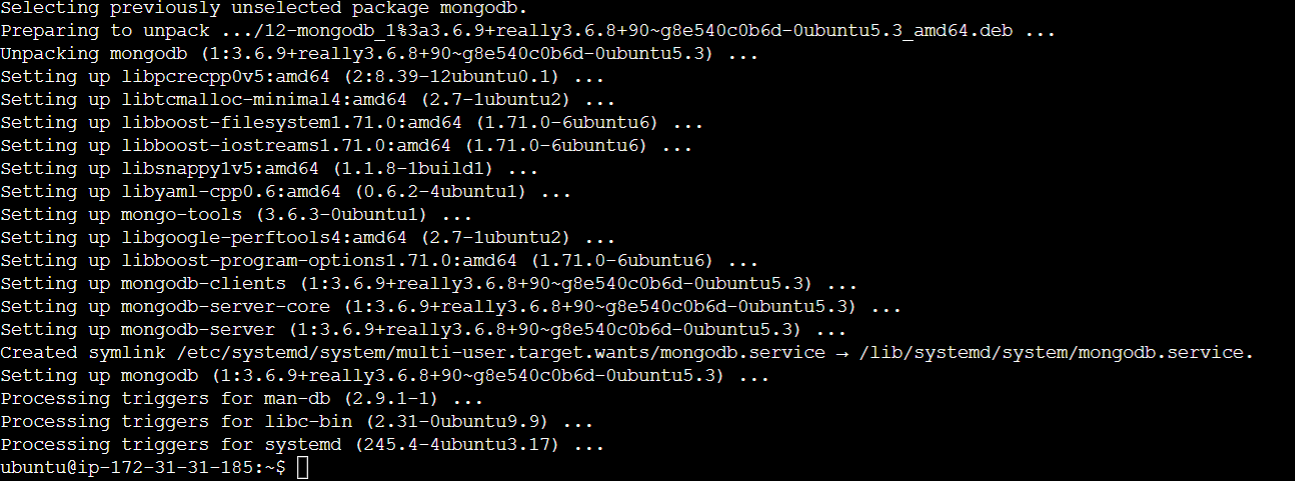 Selecting previously unselected package mongodb.
Preparing to unpack .../12-mongodb_1%3a3.6.9+really3.6.8+90~g8e540c0b6d-0ubuntu5.3_amd64.deb ...
Unpacking mongodb (1:3.6.9+really3.6.8+90~g8e540c0b6d-0ubuntu5.3) ...
Setting up libpcrecpp0v5:amd64 (2:8.39-12ubuntu0.1) ...
Setting up libtcmalloc-minimal4:amd64 (2.7-1ubuntu2) ...
Setting up libboost-filesystem1.71.0:amd64 (1.71.0-6ubuntu6) ...
Setting up libboost-iostreams1.71.0:amd64 (1.71.0-6ubuntu6) ...
Setting up libsnappy1v5:amd64 (1.1.8-1build1) ...
Setting up libyaml-cpp0.6:amd64 (0.6.2-4ubuntu1) ...
Setting up mongo-tools (3.6.3-0ubuntu1) ...
Setting up libgoogle-perftools4:amd64 (2.7-1ubuntu2) ...
Setting up libboost-program-options1.71.0:amd64 (1.71.0-6ubuntu6) ...
Setting up mongodb-clients (1:3.6.9+really3.6.8+90~g8e540c0b6d-0ubuntu5.3) ...
Setting up mongodb-server-core (1:3.6.9+really3.6.8+90~g8e540c0b6d-0ubuntu5.3) ...
Setting up mongodb-server (1:3.6.9+really3.6.8+90~g8e540c0b6d-0ubuntu5.3) ...
Created symlink /etc/systemd/system/multi-user.target.wants/mongodb.service → /lib/systemd/system/mongodb.service.
Setting up mongodb (1:3.6.9+really3.6.8+90~g8e540c0b6d-0ubuntu5.3) ...
Processing triggers for man-db (2.9.1-1) ...
Processing triggers for libc-bin (2.31-0ubuntu9.9) ...
Processing triggers for systemd (245.4-4ubuntu3.17) ...
ubuntu@ip-172-31-31-185:~$